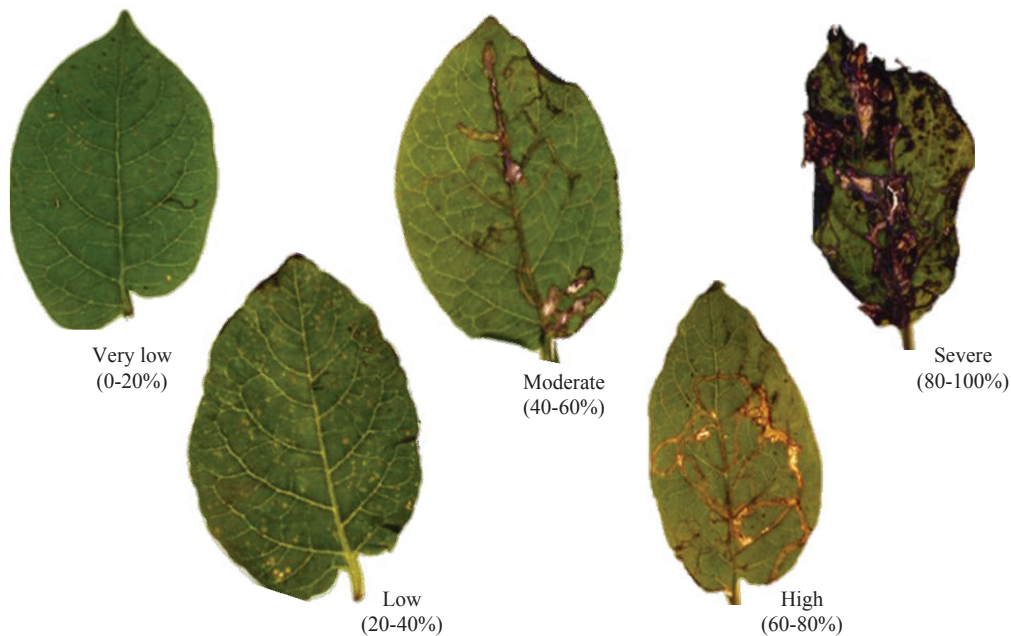 Very low
(0-20%)
Low
(20-40%)
Moderate
(40-60%)
High
(60-80%)
Severe
(80-100%)